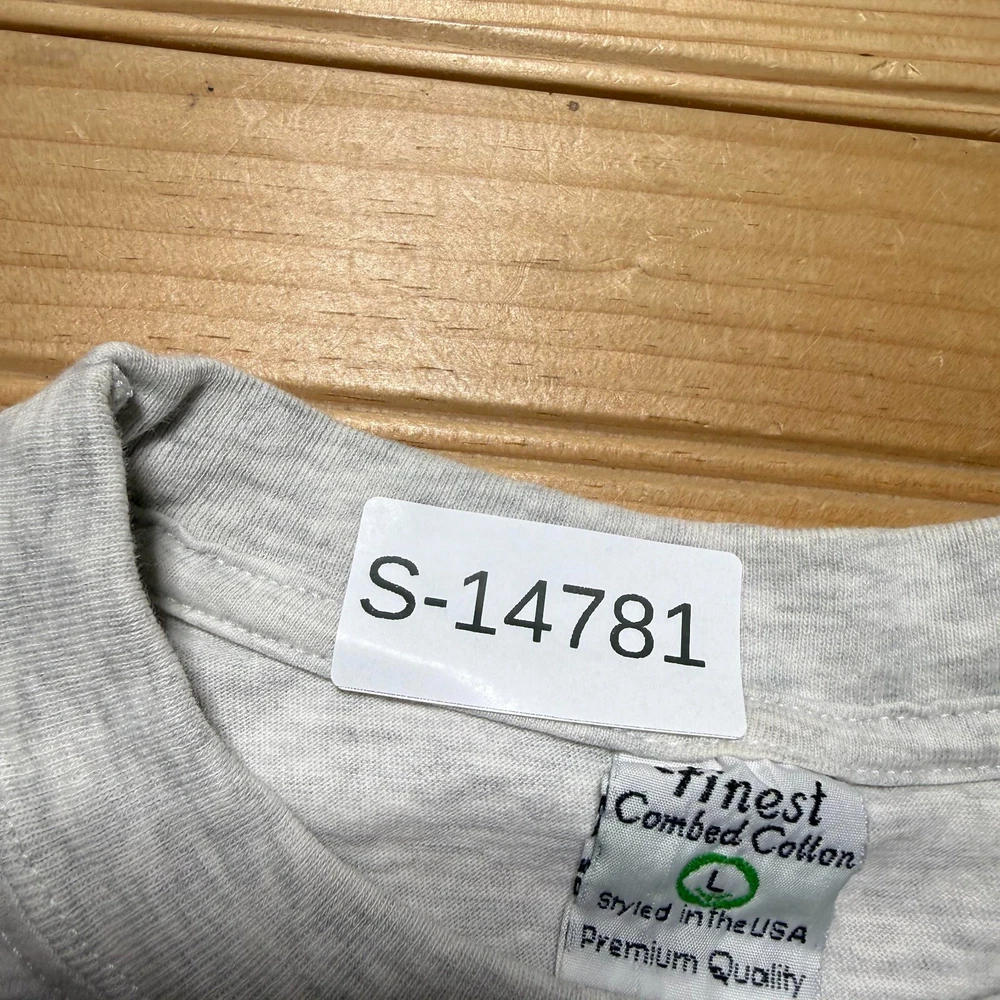 S-14781
finest
Combed Cotton
L
Styled in The USA
Premium Quality